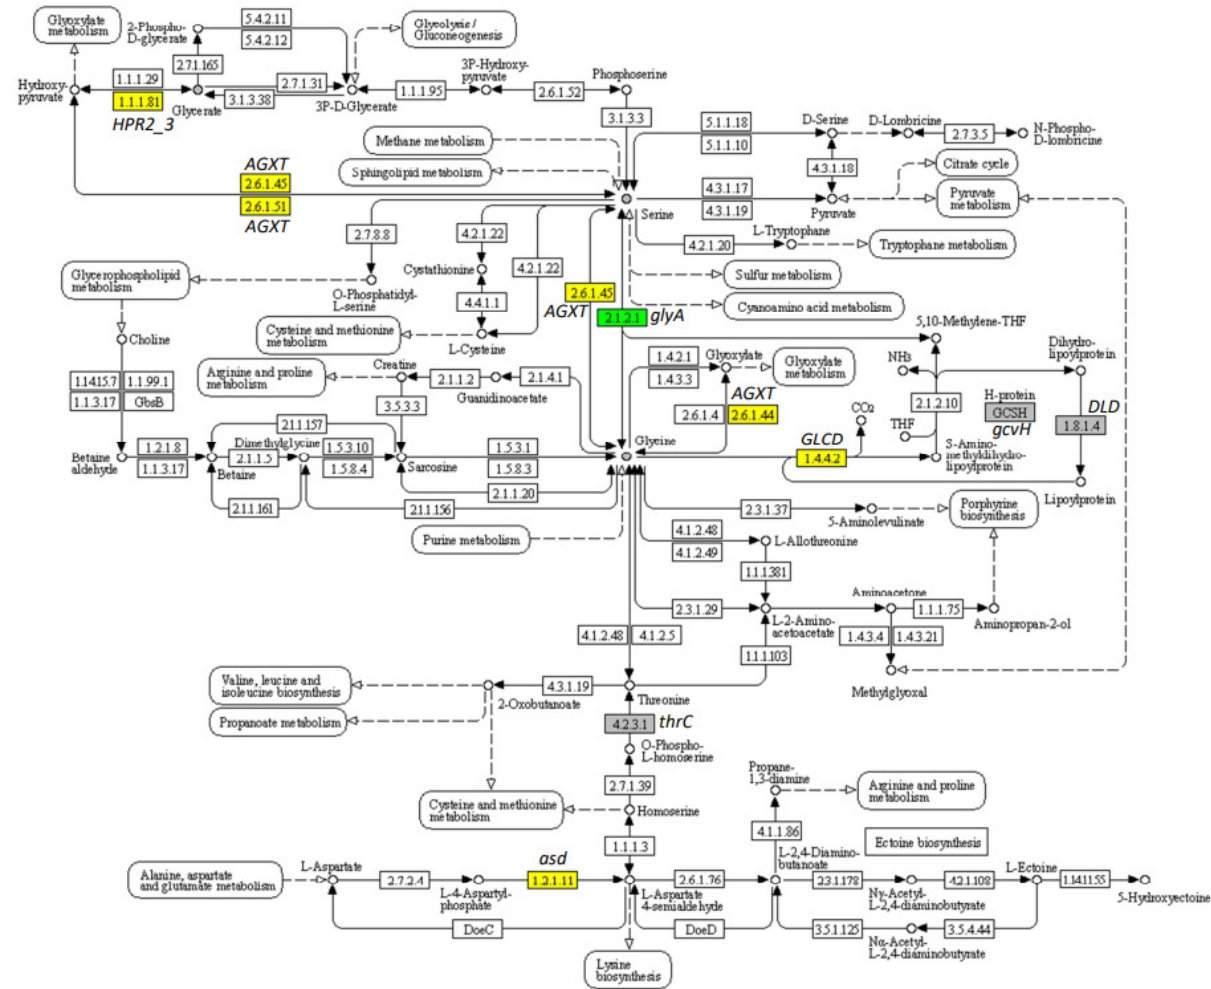 Glyoxylate
metabolism
2-Phospho-
D-glycerate
5.4.2.11
5.4.2.12
Glycolysis /
Gluconeogenesis
2.7.1.165
Hydroxy-
pyruvate
1.1.1.29
1.1.1.81
HPR2_3
Glycerate
2.7.1.31
3.1.3.38
3P-D-Glycerate
1.1.1.95
3P-Hydroxy-
pyruvate
2.6.1.52
Phosphoserine
3.1.3.3
Methane metabolism
Sphingolipid metabolism
5.1.1.18
5.1.1.10
D-Serine
D-Lombricine
2.7.3.5
N-Phospho-
D-lombricine
4.3.1.18
Citrate cycle
Pyruvate
metabolism
AGXT
2.6.1.45
2.6.1.51
AGXT
4.3.1.17
4.3.1.19
Pyruvate
Serine
2.7.8.8
4.2.1.22
4.2.1.22
4.2.1.20
L-Tryptophane
Tryptophane metabolism
Glycerophospholipid
metabolism
O-Phosphatidyl-
L-serine
Cystathionine
4.4.1.1
Sulfur metabolism
Cyanoamino acid metabolism
2.6.1.45
AGXT
2.1.2.1
glyA
Choline
Cysteine and methionine
metabolism
L-Cysteine
5,10-Methylene-THF
1.14.15.7
1.1.99.1
1.1.3.17
GbsB
Arginine and proline
metabolism
Creatine
2.1.1.2
Guanidinoacetate
2.1.4.1
3.5.3.3
1.4.2.1
1.4.3.3
Glyoxylate
Glyoxylate
metabolism
AGXT
2.6.1.4
2.6.1.44
NH3
Dihydro-
lipoylprotein
2.1.2.10
H-protein
GCSH
gcvH
DLD
1.8.1.4
CO2
THF
Betaine
aldehyde
1.2.1.8
1.1.3.17
Betaine
2.1.1.157
2.1.1.5
Dimethylglycine
1.5.3.10
1.5.8.4
Sarcosine
1.5.3.1
1.5.8.3
2.1.1.20
2.1.1.161
2.1.1.156
Glycine
GLCD
1.4.4.2
S-Amino-
methyldihydro-
lipoylprotein
Lipoylprotein
Purine metabolism
2.3.1.37
5-Aminolevulinate
Porphyrine
biosynthesis
4.1.2.48
4.1.2.49
L-Allothreonine
1.1.1.381
2.3.1.29
L-2-Amino-
acetoacetate
Aminoacetone
1.1.1.75
Aminopropan-2-ol
1.4.3.4
1.4.3.21
Methylglyoxal
4.1.2.48
4.1.2.5
1.1.1.103
Valine, leucine and
isoleucine biosynthesis
Propanoate metabolism
4.3.1.19
2-Oxobutanoate
Threonine
4.2.3.1
thrC
O-Phospho-
L-homoserine
2.7.1.39
Homoserine
Cysteine and methionine
metabolism
1.1.1.3
Propane-
1,3-diamine
Arginine and proline
metabolism
4.1.1.86
L-2,4-Diamino-
butanoate
Ectoine biosynthesis
Alanine, aspartate
and glutamate metabolism
L-Aspartate
2.7.2.4
L-4-Aspartyl-
phosphate
asd
1.2.1.11
L-Aspartate
4-semialdehyde
2.6.1.76
2.3.1.178
Nγ-Acetyl-
L-2,4-diaminobutyrate
4.2.1.108
L-Ectoine
1.14.11.55
5-Hydroxyectoine
DoeC
DoeD
3.5.1.125
Nα-Acetyl-
L-2,4-diaminobutyrate
3.5.4.44
Lysine
biosynthesis